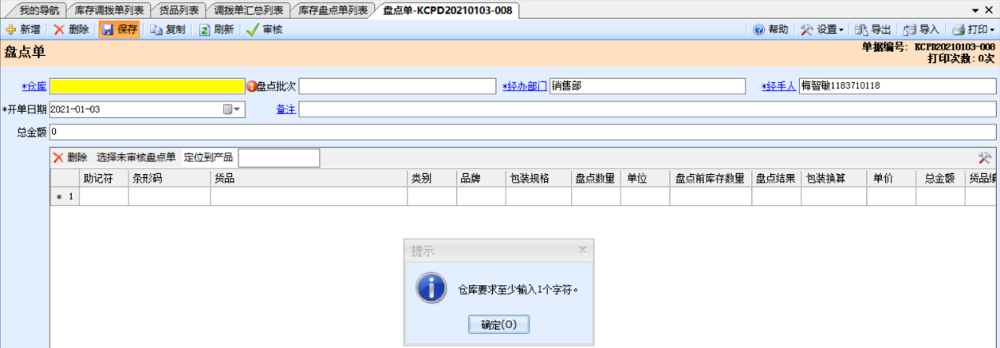 我的导航 库存调拨单列表 货品列表 调拨单汇总列表 库存盘点单列表 盘点单-KCPD20210103-008
新增 删除 保存 复制 刷新 审核 帮助 设置 导出 导入 打印
盘点单 单据编号: KCPD20210103-008
打印次数:0次
*仓库 盘点批次 *经办部门 销售部 *经手人 梅智敏1183710118
*开单日期 2021-01-03 备注
总金额 0
删除 选择未审核盘点单 定位到产品
助记符 条形码 货品 类别 品牌 包装规格 盘点数量 单位 盘点前库存数量 盘点结果 包装换算 单价 总金额 货品编
1
提示
仓库要求至少输入1个字符。
确定(O)